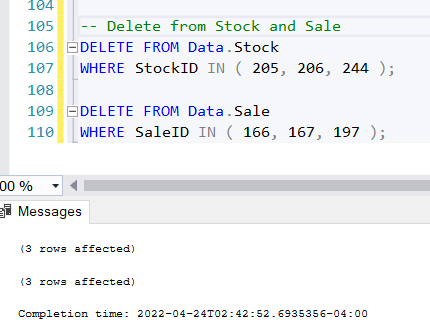 104
105 -- Delete from Stock and Sale
106 DELETE FROM Data.Stock
107 WHERE StockID IN ( 205, 206, 244 );
108
109 DELETE FROM Data.Sale
110 WHERE SaleID IN ( 166, 167, 197 );
00 %
Messages
(3 rows affected)
(3 rows affected)
Completion time: 2022-04-24T02:42:52.6935356-04:00